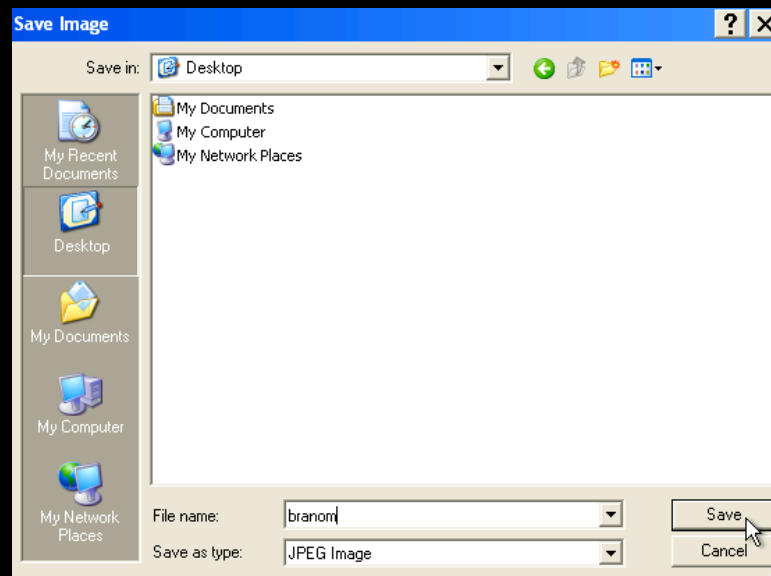 Save Image
Save in:
Desktop
My Recent
Documents
Desktop
My Documents
My Computer
My Network
Places
My Documents
My Computer
My Network Places
File name:
branom
Save
Save as type:
JPEG Image
Cancel